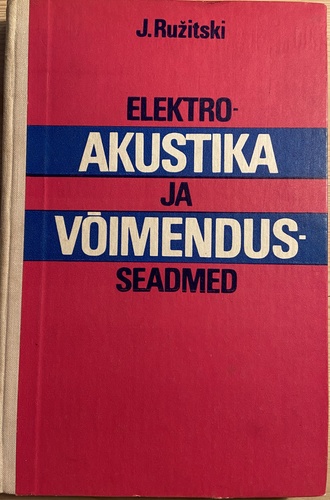 J. Ružitski
ELEKTRO-
AKUSTIKA
JA
VÕIMENDUS-
SEADMED